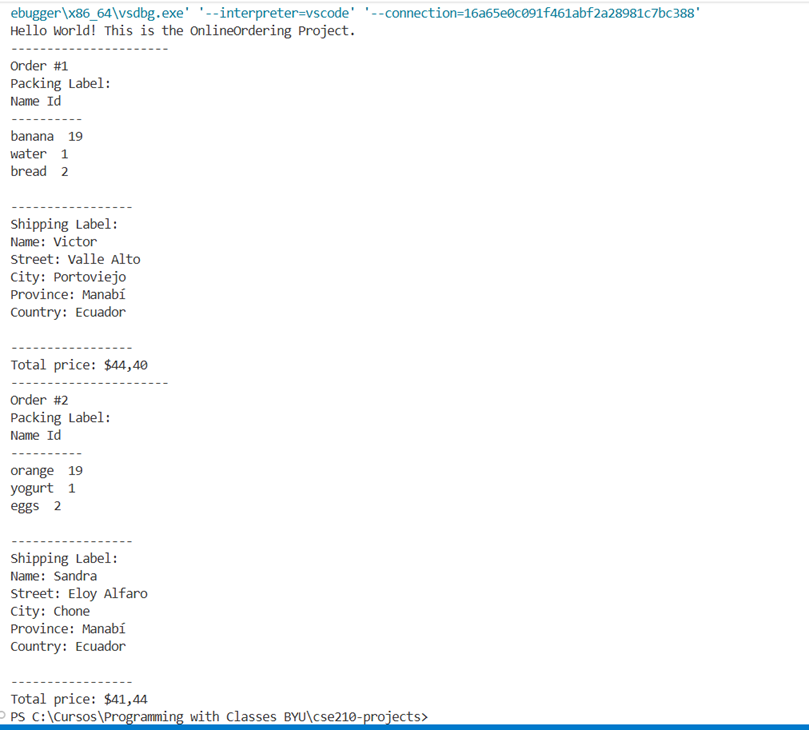 ebugger\x86_64\vsdbg.exe' '--interpreter=vscode' '--connection=16a65e0c091f461abf2a28981c7bc388'
Hello World! This is the OnlineOrdering Project.
----------------------
Order #1
Packing Label:
Name Id
----------
banana  19
water  1
bread  2

-----------------
Shipping Label:
Name: Victor
Street: Valle Alto
City: Portoviejo
Province: Manabí
Country: Ecuador

-----------------
Total price: $44,40
----------------------
Order #2
Packing Label:
Name Id
----------
orange  19
yogurt  1
eggs  2

-----------------
Shipping Label:
Name: Sandra
Street: Eloy Alfaro
City: Chone
Province: Manabí
Country: Ecuador

-----------------
Total price: $41,44
PS C:\Cursos\Programming with Classes BYU\cse210-projects>